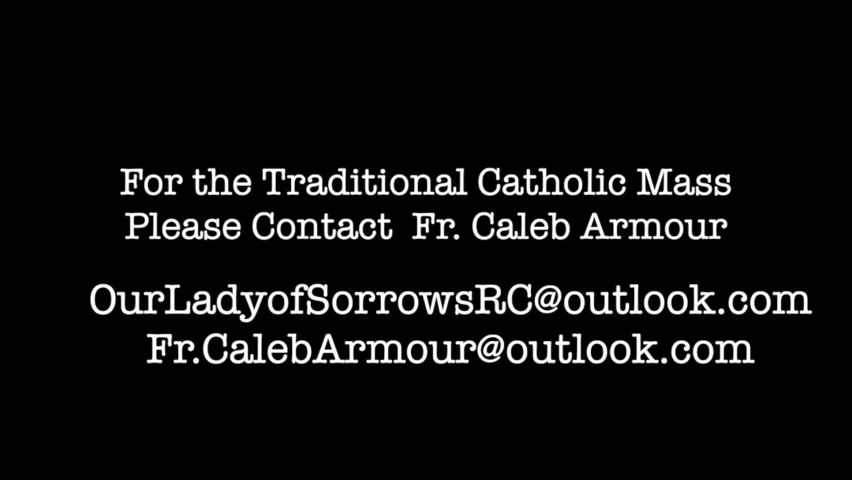 For the Traditional Catholic Mass
Please Contact  Fr. Caleb Armour
OurLadyofSorrowsRC@outlook.com
Fr.CalebArmour@outlook.com